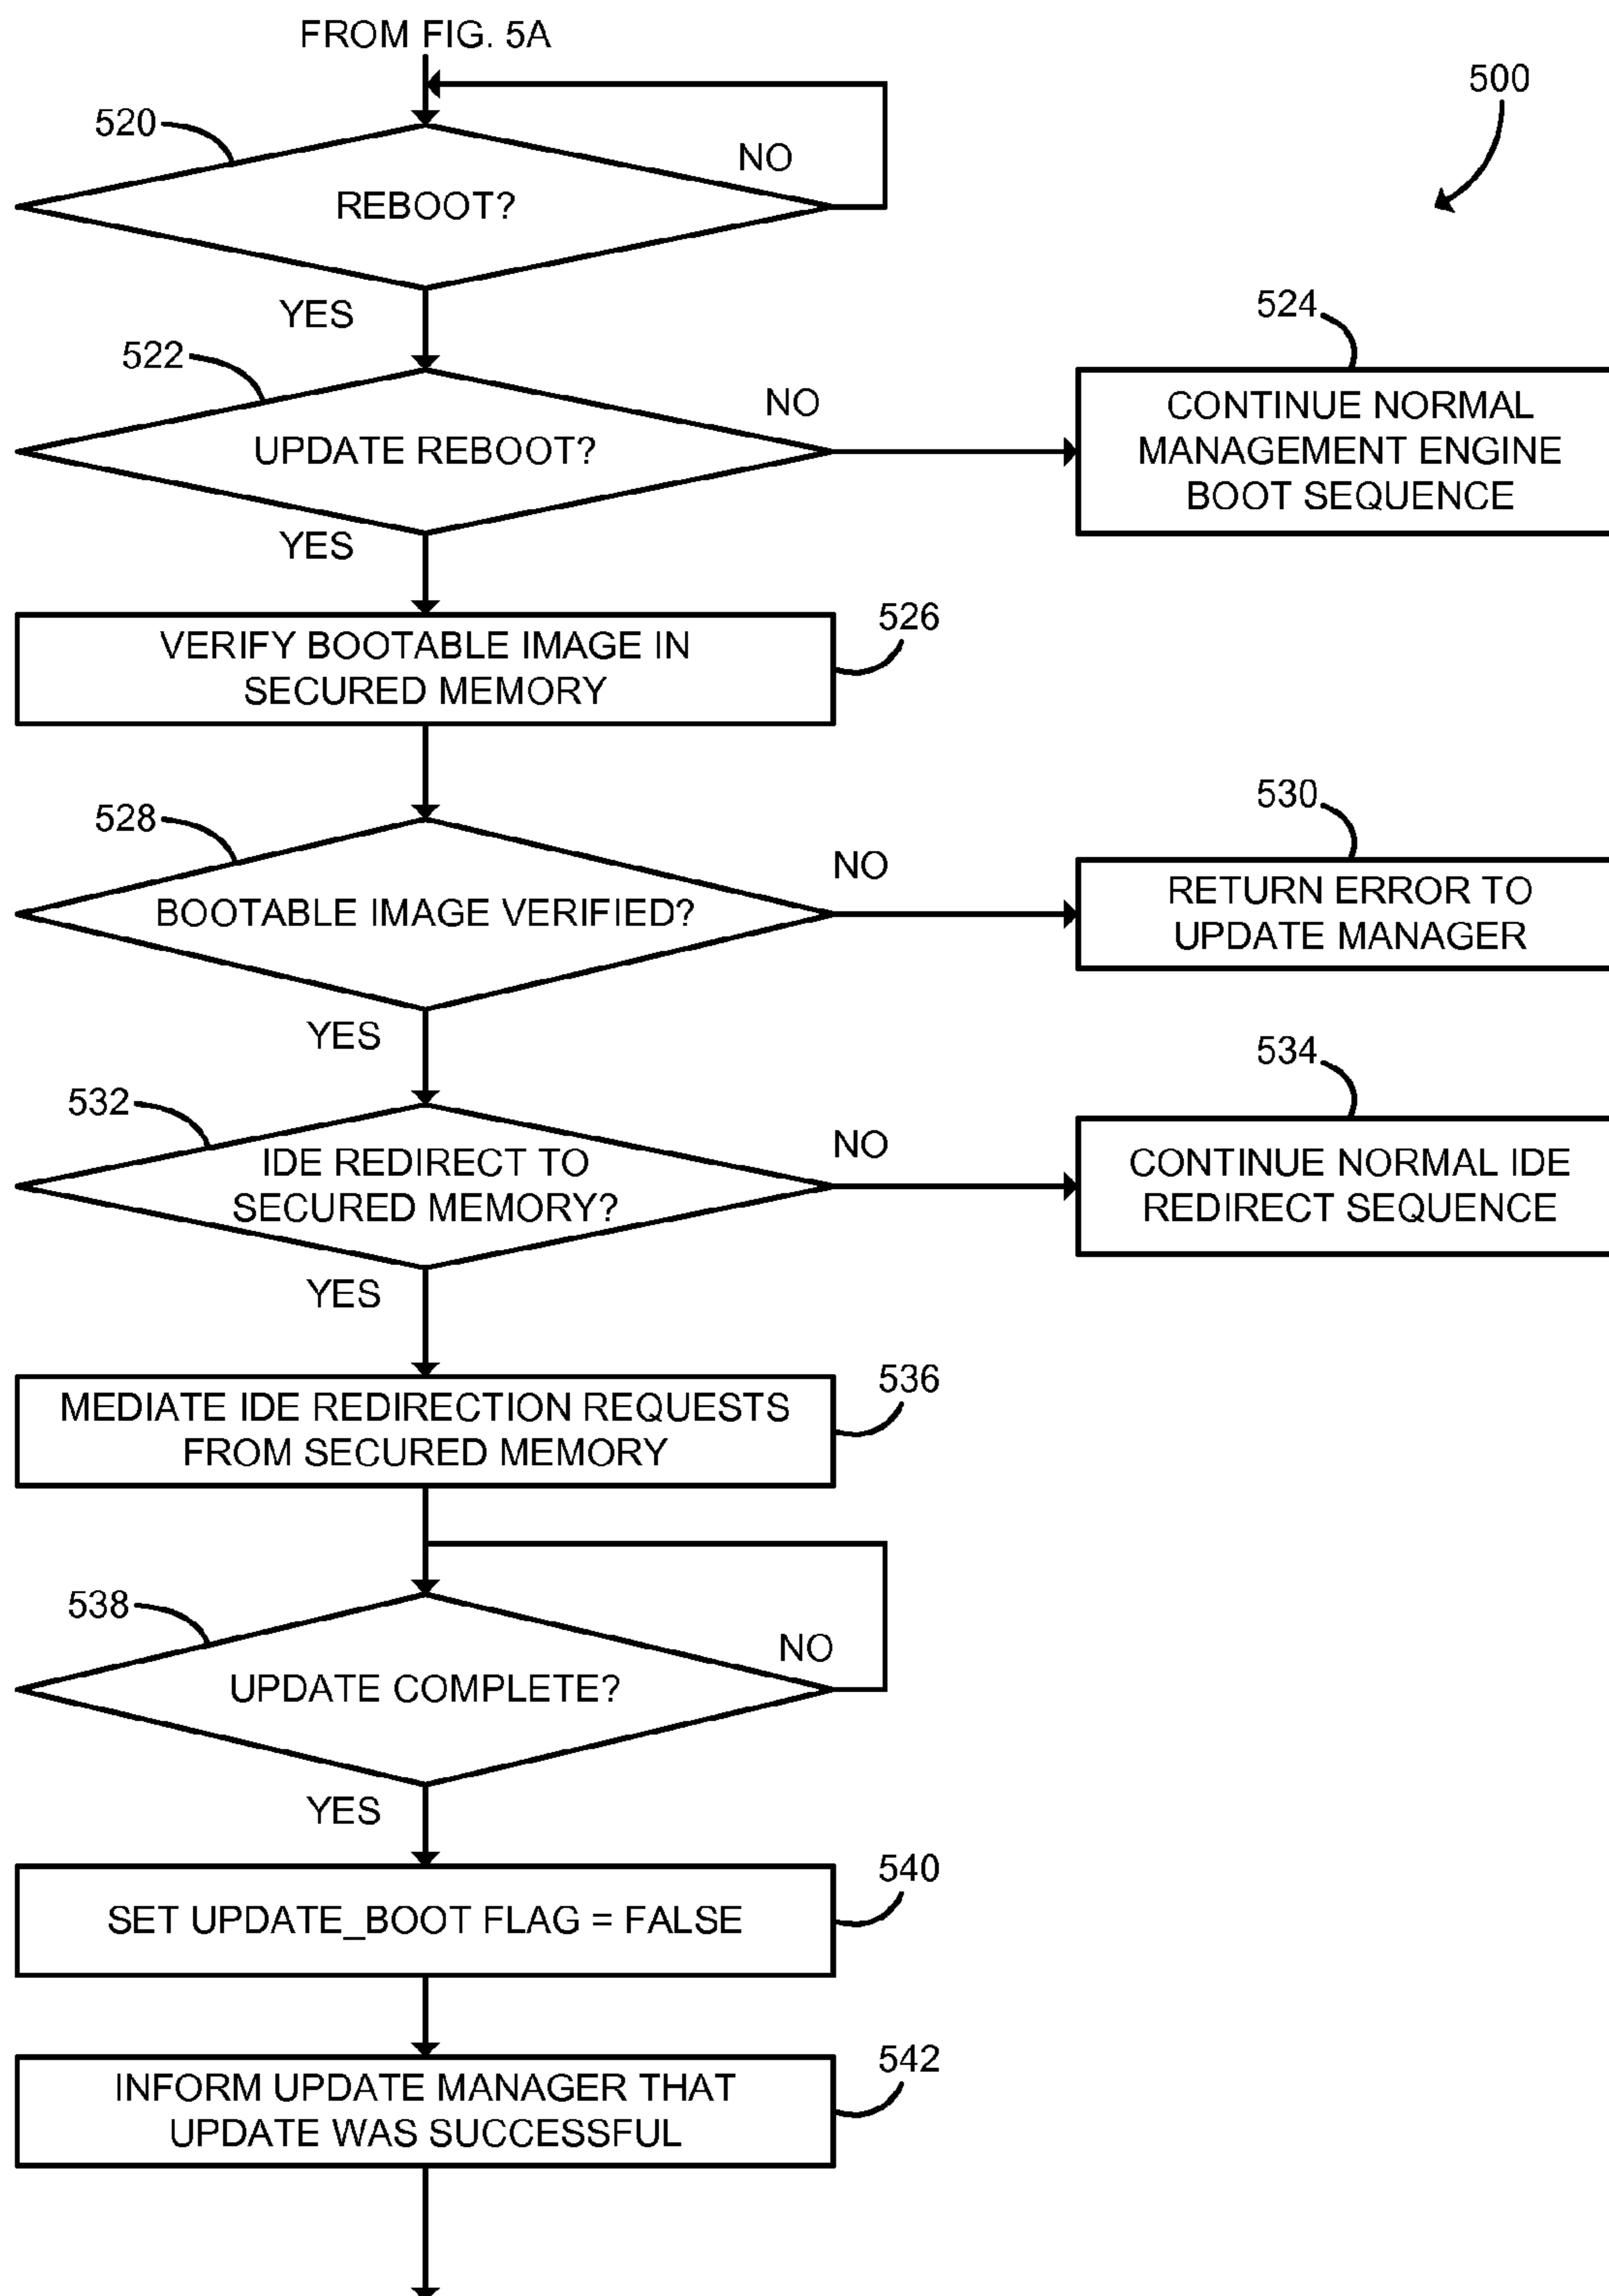 FROM FIG. 5A
500
520
NO
REBOOT?
YES
522
NO
524
UPDATE REBOOT?
CONTINUE NORMAL
MANAGEMENT ENGINE
BOOT SEQUENCE
YES
526
VERIFY BOOTABLE IMAGE IN
SECURED MEMORY
528
NO
530
BOOTABLE IMAGE VERIFIED?
RETURN ERROR TO
UPDATE MANAGER
YES
532
NO
534
IDE REDIRECT TO
SECURED MEMORY?
CONTINUE NORMAL IDE
REDIRECT SEQUENCE
YES
536
MEDIATE IDE REDIRECTION REQUESTS
FROM SECURED MEMORY
538
NO
UPDATE COMPLETE?
YES
540
SET UPDATE_BOOT FLAG = FALSE
542
INFORM UPDATE MANAGER THAT
UPDATE WAS SUCCESSFUL